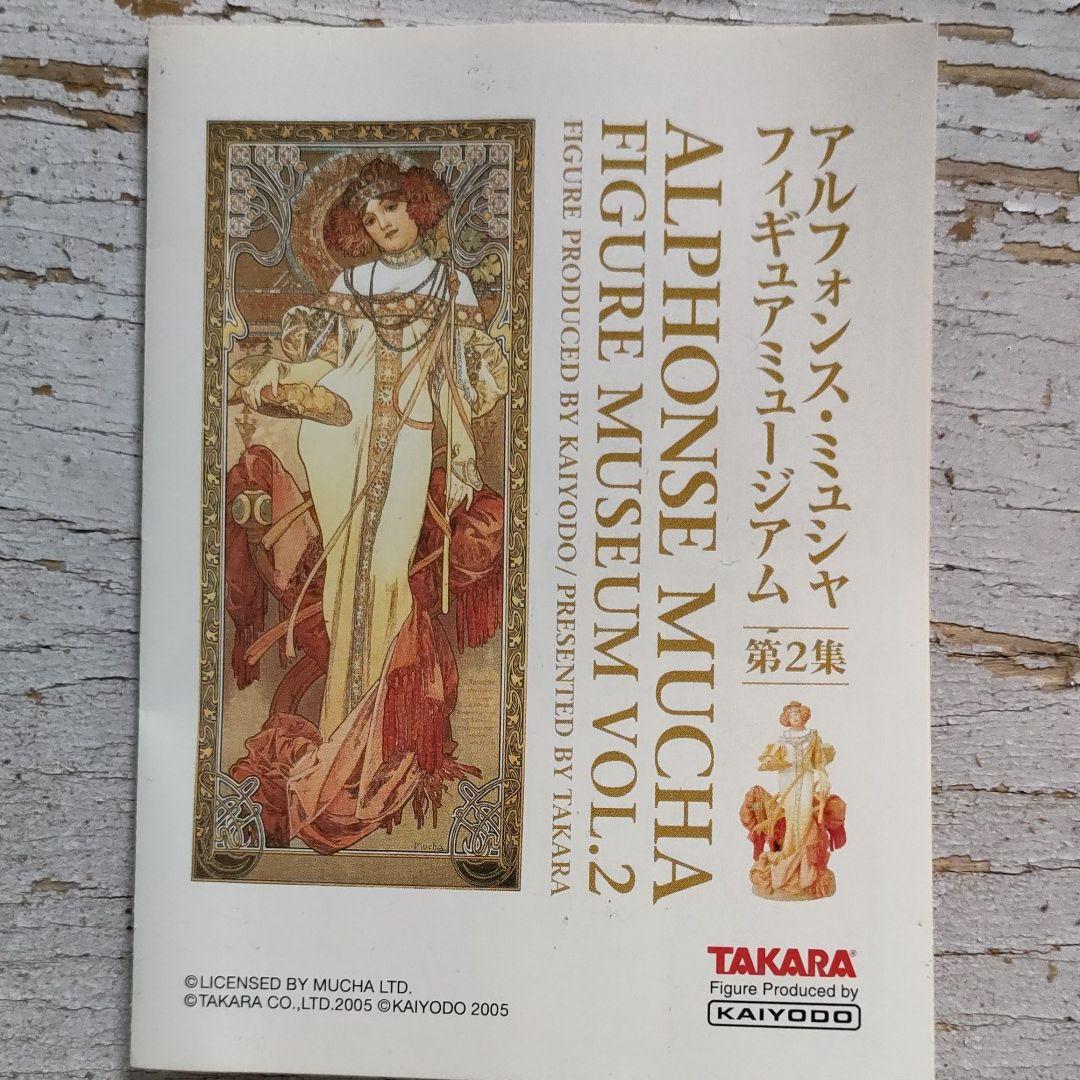 アルフォンス・ミュシャ
フィギュアミュージアム
第2集
ALPHONSE MUCHA
FIGURE MUSEUM VOL.2
FIGURE PRODUCED BY KAIYODO / PRESENTED BY TAKARA
Mucha
©LICENSED BY MUCHA LTD.
©TAKARA CO.,LTD.2005 ©KAIYODO 2005
TAKARA®
Figure Produced by
KAIYODO